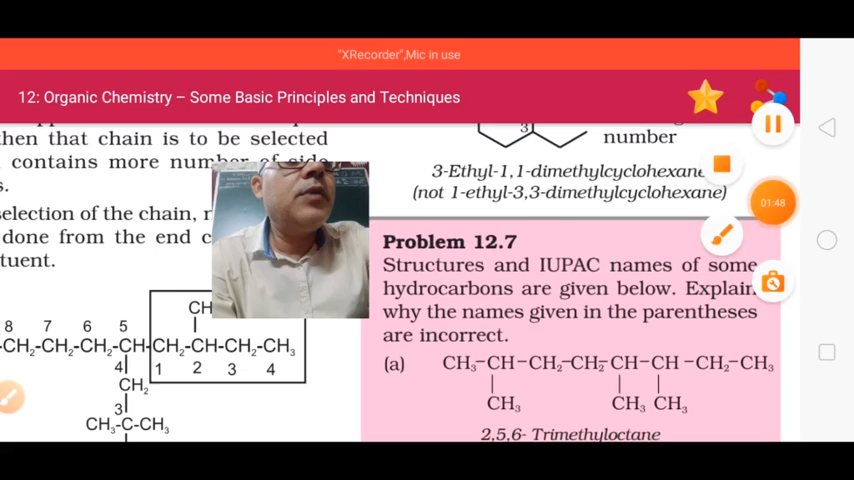 "XRecorder",Mic in use
12: Organic Chemistry – Some Basic Principles and Techniques
then that chain is to be selected
contains more number of side
s.
selection of the chain,
done from the end
tuent.
8 7 6 5
CH
-CH₂-CH₂-CH₂-CH-CH₂-CH-CH₂-CH₃
4 1 2 3 4
CH₂
3
CH₃-C-CH₃
3
number
3-Ethyl-1,1-dimethylcyclohexane
(not 1-ethyl-3,3-dimethylcyclohexane)
Problem 12.7
Structures and IUPAC names of some
hydrocarbons are given below. Explain
why the names given in the parentheses
are incorrect.
(a) CH₃–CH–CH₂–CH₂–CH–CH–CH₂–CH₃
CH₃ CH₃ CH₃
2,5,6- Trimethyloctane
01:48